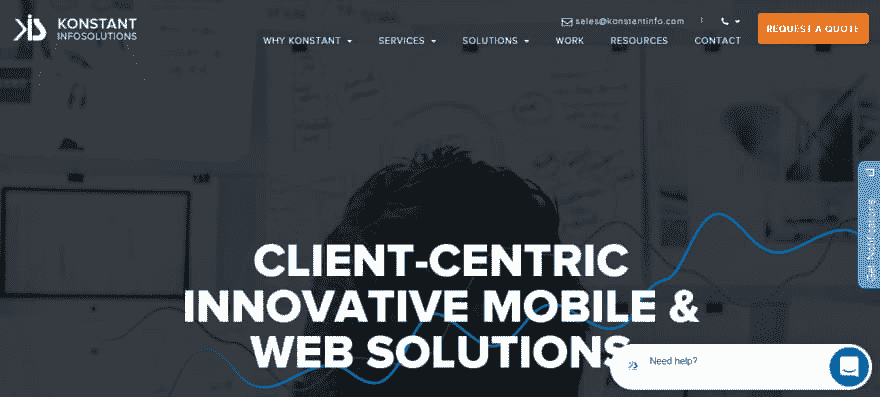 KONSTANT
INFOSOLUTIONS
sales@konstantinfo.com
REQUEST A QUOTE
WHY KONSTANT
SERVICES
SOLUTIONS
WORK
RESOURCES
CONTACT
Get Notifications
CLIENT-CENTRIC
INNOVATIVE MOBILE &
WEB SOLUTIONS
Need help?